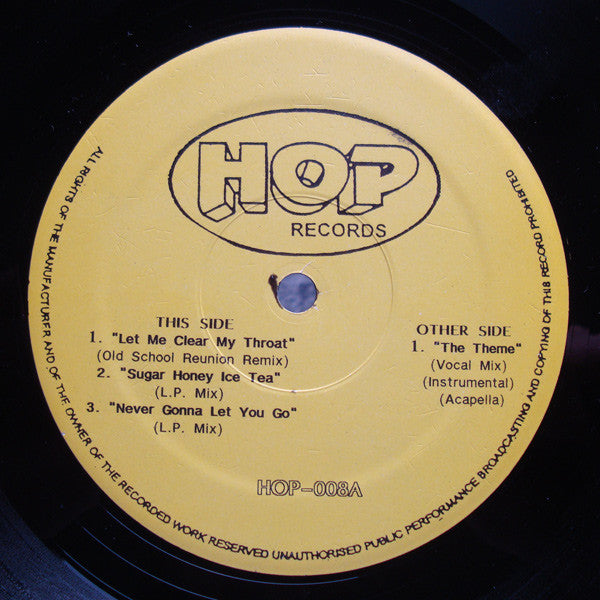 HOP
RECORDS
THIS SIDE
1. "Let Me Clear My Throat"
(Old School Reunion Remix)
2. "Sugar Honey Ice Tea"
(L.P. Mix)
3. "Never Gonna Let You Go"
(L.P. Mix)
OTHER SIDE
1. "The Theme"
(Vocal Mix)
(Instrumental)
(Acapella)
HOP-008A
ALL RIGHTS OF THE MANUFACTURER AND OF THE OWNER OF THE RECORDED WORK RESERVED UNAUTHORISED PUBLIC PERFORMANCE BROADCASTING AND COPYING OF THIS RECORD PROHIBITED